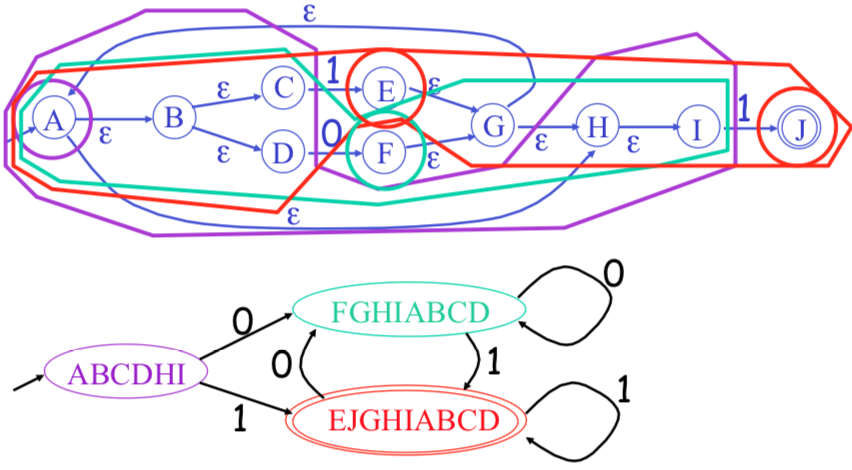 ε
C 1 E ε
ε
A ε B G ε H ε I 1 J
ε
D 0 F ε
ε
0
FGHIABCD
0
0 1
ABCDHI
1
1
EJGHIABCD